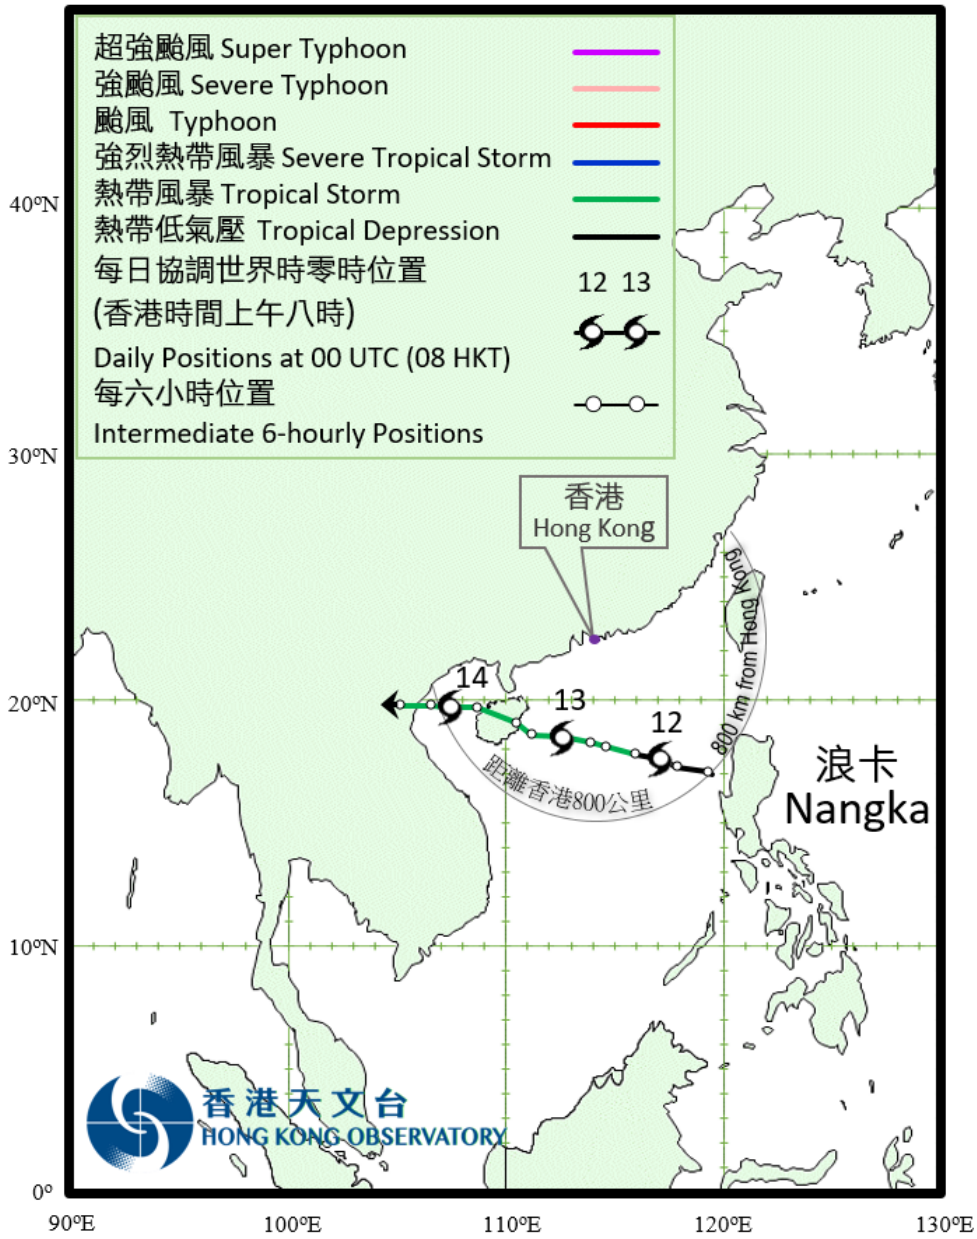 超強颱風 Super Typhoon
強颱風 Severe Typhoon
颱風 Typhoon
強烈熱帶風暴 Severe Tropical Storm
熱帶風暴 Tropical Storm
熱帶低氣壓 Tropical Depression
每日協調世界時零時位置
12 13
(香港時間上午八時)
Daily Positions at 00 UTC (08 HKT)
每六小時位置
Intermediate 6-hourly Positions
40ºN
30ºN
20ºN
10ºN
0º
香港
Hong Kong
800 km from Hong Kong
14
13
12
距離香港800公里
浪卡
Nangka
香港天文台
HONG KONG OBSERVATORY
90ºE
100ºE
110ºE
120ºE
130ºE